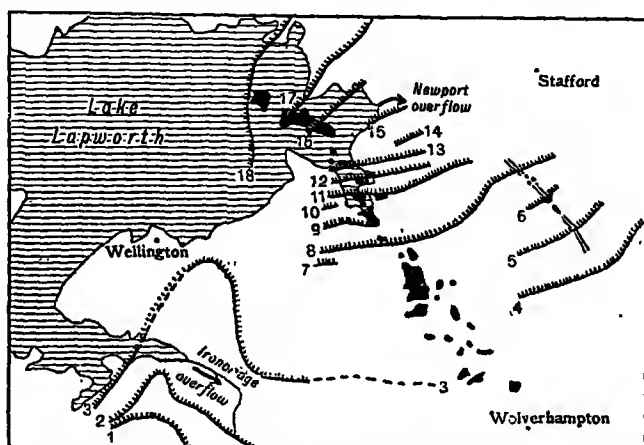 Lake
Lapworth
17
Newport
overflow
Stafford
16
15
14
13
18
12
11
10
9
8
7
6
5
4
Wellington
Ironbridge
overflow
3
3
2
1
Wolverhampton